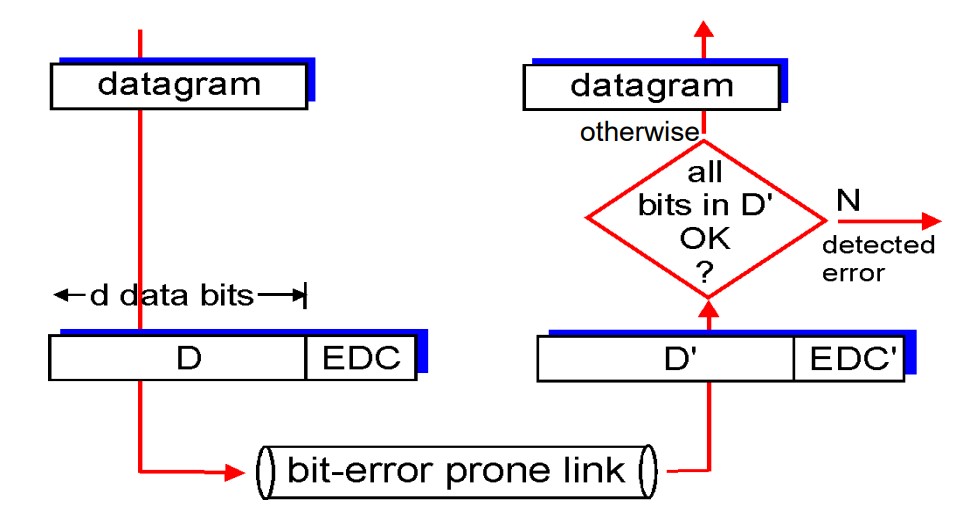 datagram
datagram
otherwise
all
bits in D'
OK
?
N
detected
error
d data bits
D
EDC
D'
EDC'
bit-error prone link